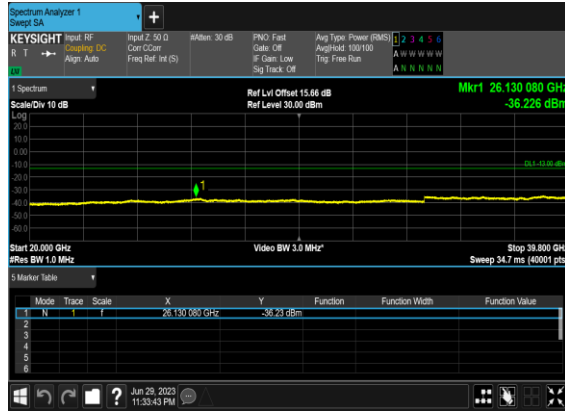 Spectrum Analyzer 1
Swept SA
KEYSIGHT
R T
LNI
Input: RF
Coupling: DC
Align: Auto
Input Z: 50 Ω
Corr CCorr
Freq Ref: Int (S)
#Atten: 30 dB
PNO: Fast
Gate: Off
IF Gain: Low
Sig Track: Off
Avg Type: Power (RMS)
Avg|Hold: 100/100
Trig: Free Run
1 2 3 4 5 6
A W W W W W
A N N N N N
1 Spectrum
Scale/Div 10 dB
Ref Lvl Offset 15.66 dB
Ref Level 30.00 dBm
Mkr1 26.130 080 GHz
-36.226 dBm
Log
20.0
10.0
0.00
-10.0
-20.0
-30.0
-40.0
-50.0
-60.0
1
DL1 -13.00 dBm
Start 20.000 GHz
#Res BW 1.0 MHz
Video BW 3.0 MHz*
Stop 39.800 GHz
Sweep 34.7 ms (40001 pts)
5 Marker Table
Mode Trace Scale X Y Function Function Width Function Value
1 N 1 f 26.130 080 GHz -36.23 dBm
2
3
4
5
6
?
Jun 29, 2023
11:33:43 PM